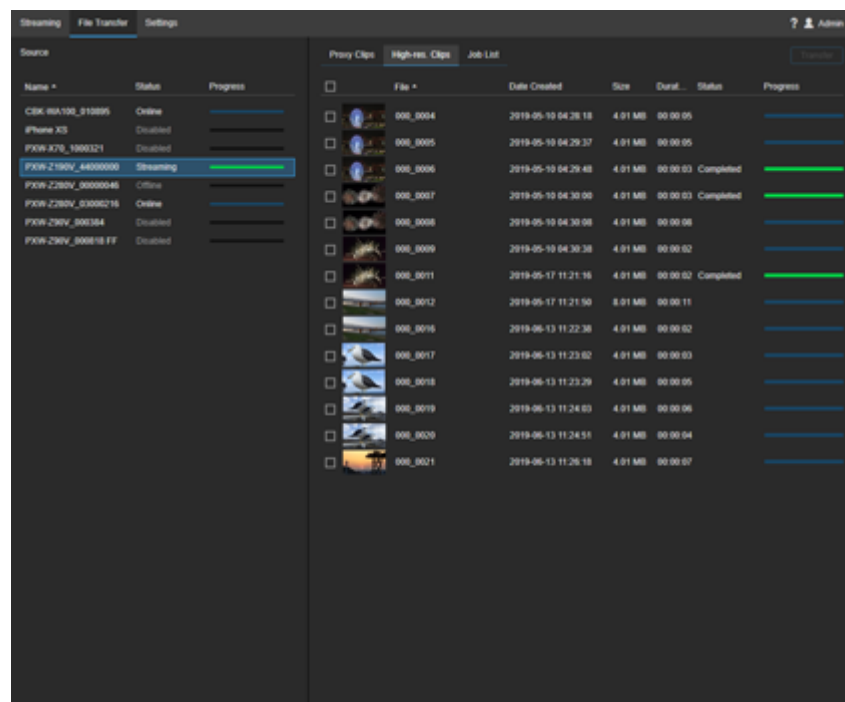 Streaming File Transfer Settings ? Admin
Source
Proxy Clips High-res. Clips Job List Transfer
Name Status Progress
File Date Created Size Durat... Status Progress
CBK-WA100_010895 Online
iPhone XS Disabled
PXW-X70_1000321 Disabled
PXW-Z190V_44000000 Streaming
PXW-Z280V_00000046 Offline
PXW-Z280V_03000216 Online
PXW-Z90V_000384 Disabled
PXW-Z90V_000818 FF Disabled
000_0004 2019-05-10 04:28:18 4.01 MB 00:00:05
000_0005 2019-05-10 04:29:37 4.01 MB 00:00:05
000_0006 2019-05-10 04:29:48 4.01 MB 00:00:03 Completed
000_0007 2019-05-10 04:30:00 4.01 MB 00:00:03 Completed
000_0008 2019-05-10 04:30:08 4.01 MB 00:00:08
000_0009 2019-05-10 04:30:38 4.01 MB 00:00:02
000_0011 2019-05-17 11:21:16 4.01 MB 00:00:02 Completed
000_0012 2019-05-17 11:21:50 8.01 MB 00:00:11
000_0016 2019-06-13 11:22:38 4.01 MB 00:00:02
000_0017 2019-06-13 11:23:02 4.01 MB 00:00:03
000_0018 2019-06-13 11:23:29 4.01 MB 00:00:05
000_0019 2019-06-13 11:24:03 4.01 MB 00:00:06
000_0020 2019-06-13 11:24:51 4.01 MB 00:00:04
000_0021 2019-06-13 11:26:18 4.01 MB 00:00:07